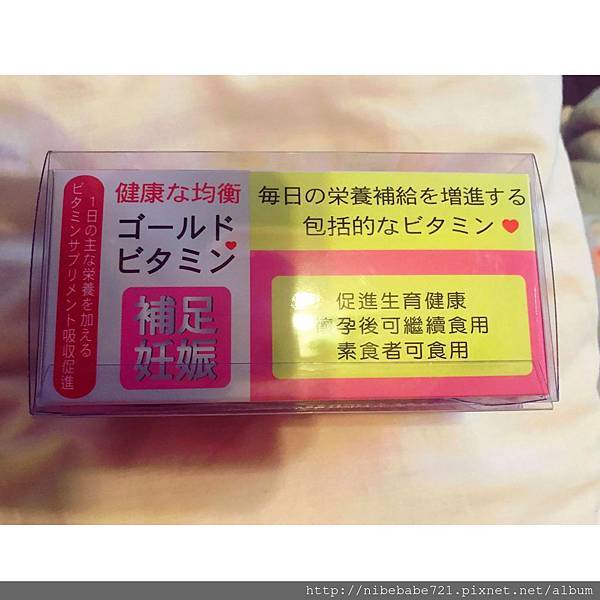 1日の主な栄養を加える
ビタミンサプリメント吸収促進
健康な均衡
ゴールド
ビタミン
補足
妊娠
毎日の栄養補給を増進する
包括的なビタミン
促進生育健康
孕後可繼續食用
素食者可食用
http://nibebabe721.pixnet.net/album